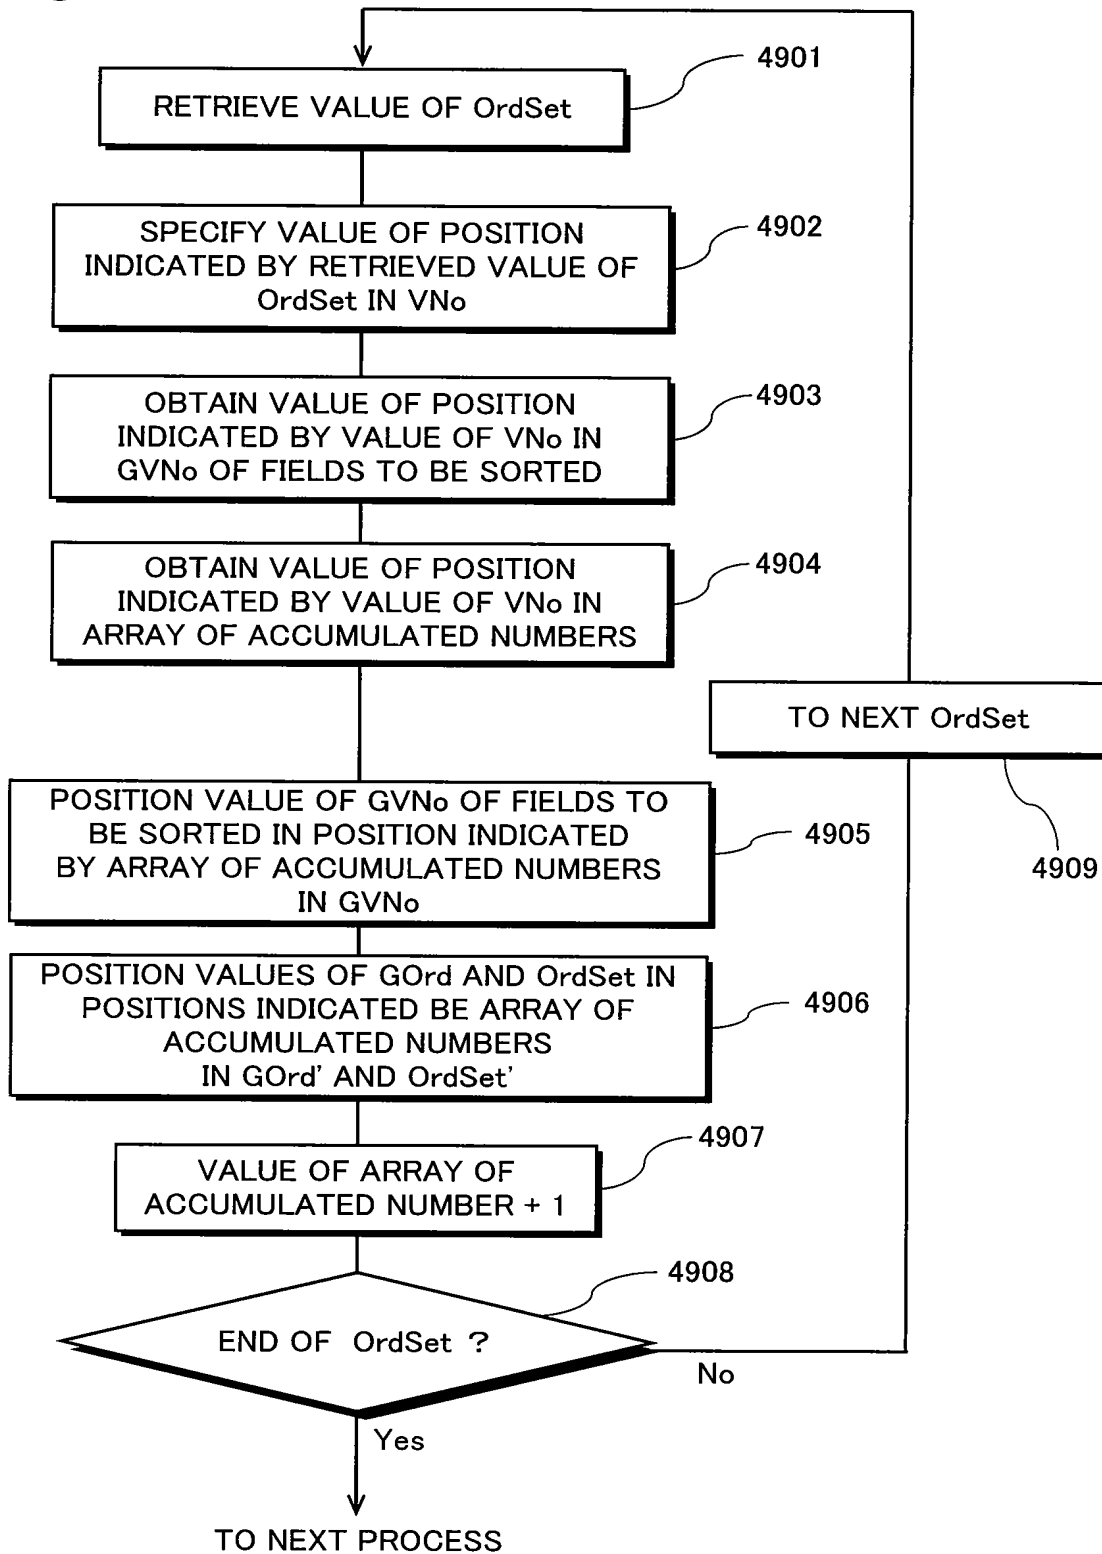 4901
RETRIEVE VALUE OF OrdSet
4902
SPECIFY VALUE OF POSITION
INDICATED BY RETRIEVED VALUE OF
OrdSet IN VNo
4903
OBTAIN VALUE OF POSITION
INDICATED BY VALUE OF VNo IN
GVNo OF FIELDS TO BE SORTED
4904
OBTAIN VALUE OF POSITION
INDICATED BY VALUE OF VNo IN
ARRAY OF ACCUMULATED NUMBERS
TO NEXT OrdSet
4909
POSITION VALUE OF GVNo OF FIELDS TO
BE SORTED IN POSITION INDICATED
BY ARRAY OF ACCUMULATED NUMBERS
IN GVNo
4905
POSITION VALUES OF GOrd AND OrdSet IN
POSITIONS INDICATED BE ARRAY OF
ACCUMULATED NUMBERS
IN GOrd' AND OrdSet'
4906
4907
VALUE OF ARRAY OF
ACCUMULATED NUMBER + 1
4908
END OF OrdSet ?
No
Yes
TO NEXT PROCESS